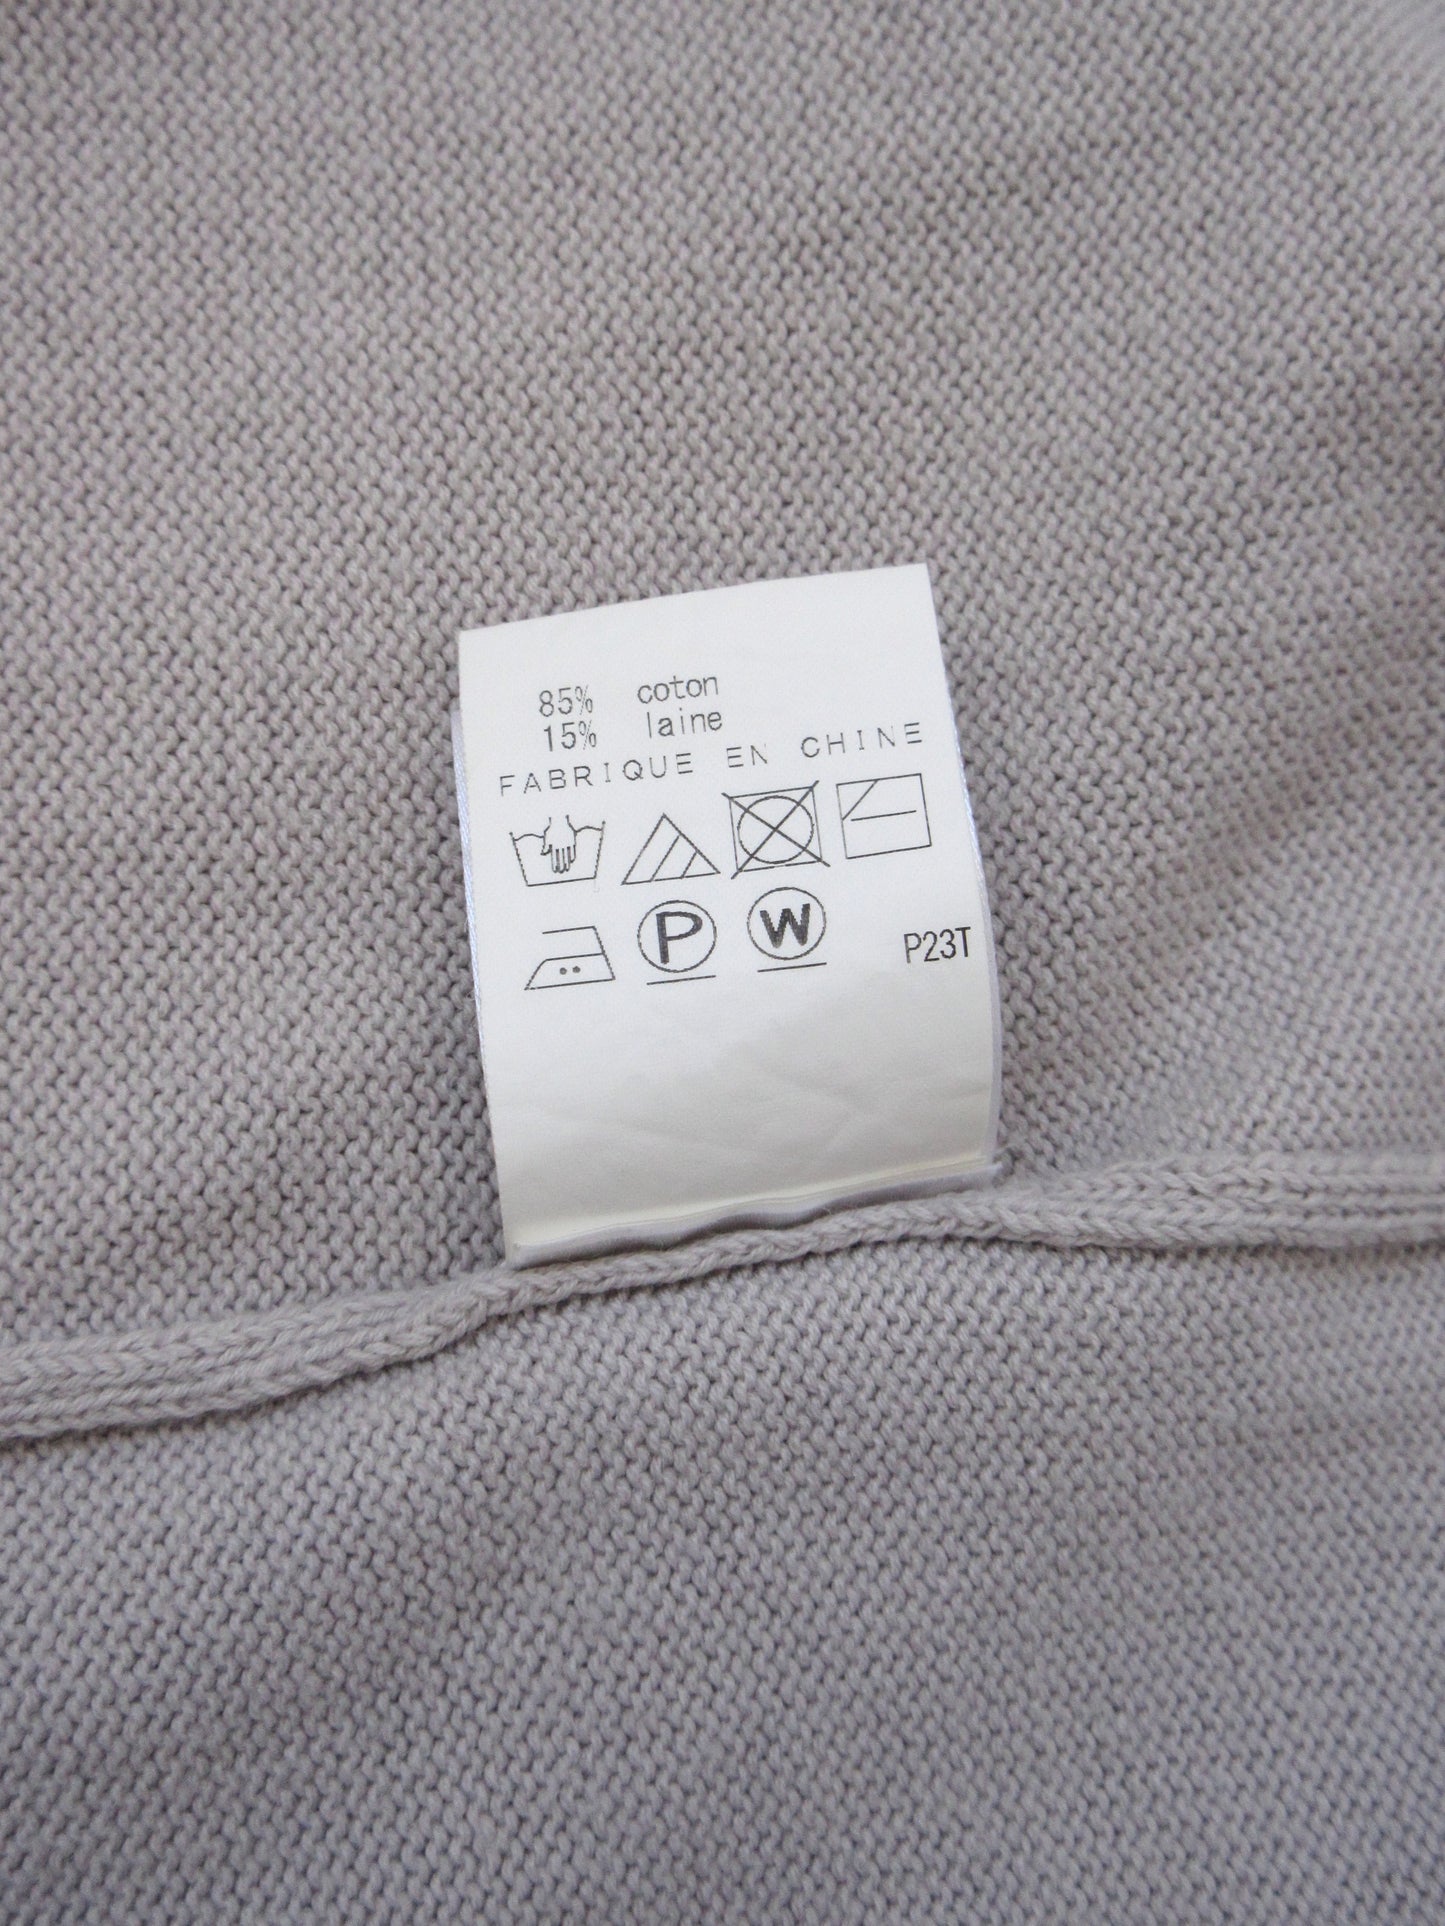 85% coton
15% laine
FABRIQUE EN CHINE
P W P23T